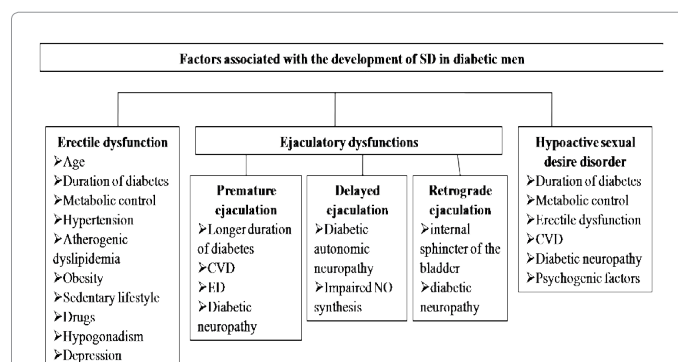 Factors associated with the development of SD in diabetic men
Erectile dysfunction
➢Age
➢Duration of diabetes
➢Metabolic control
➢Hypertension
➢Atherogenic
dyslipidemia
➢Obesity
➢Sedentary lifestyle
➢Drugs
➢Hypogonadism
➢Depression
Ejaculatory dysfunctions
Premature
ejaculation
➢Longer duration
of diabetes
➢CVD
➢ED
➢Diabetic
neuropathy
Delayed
ejaculation
➢Diabetic
autonomic
neuropathy
➢Impaired NO
synthesis
Retrograde
ejaculation
➢internal
sphincter of the
bladder
➢diabetic
neuropathy
Hypoactive sexual
desire disorder
➢Duration of diabetes
➢Metabolic control
➢Erectile dysfunction
➢CVD
➢Diabetic neuropathy
➢Psychogenic factors